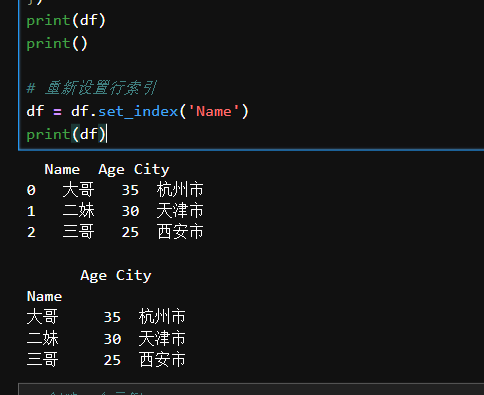 })
print(df)
print()
# 重新设置行索引
df = df.set_index('Name')
print(df)
Name Age City
0 大哥 35 杭州市
1 二妹 30 天津市
2 三哥 25 西安市
Age City
Name
大哥 35 杭州市
二妹 30 天津市
三哥 25 西安市